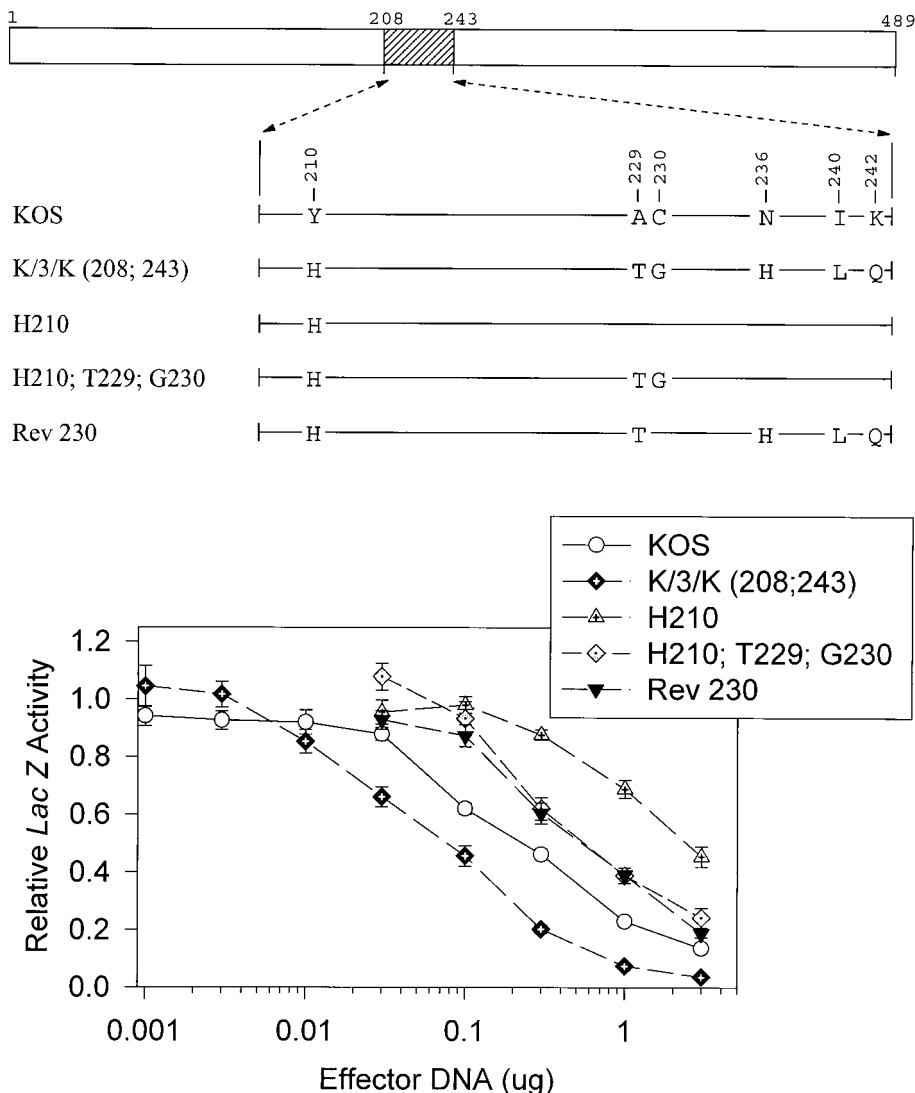 1 208 243 489
210 229 230 236 240 242
KOS Y A C N I K
K/3/K (208; 243) H T G H L Q
H210 H
H210; T229; G230 H T G
Rev 230 H T H L Q
KOS
K/3/K (208;243)
H210
H210; T229; G230
Rev 230
Relative Lac Z Activity
1.2
1.0
0.8
0.6
0.4
0.2
0.0
0.001 0.01 0.1 1
Effector DNA (ug)